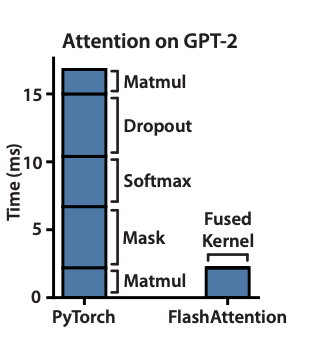 Attention on GPT-2
Time (ms)
15
10
5
0
Matmul
Dropout
Softmax
Mask
Matmul
Fused
Kernel
PyTorch
FlashAttention